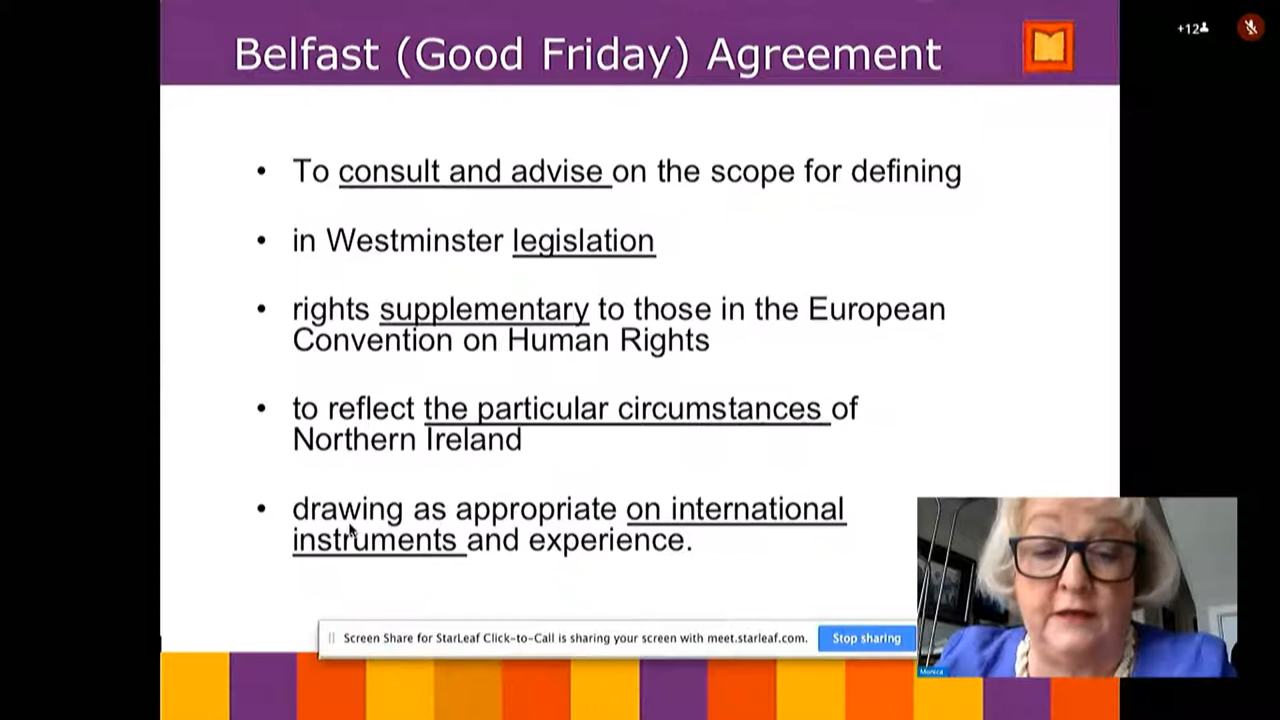 Belfast (Good Friday) Agreement
+12
• To consult and advise on the scope for defining
• in Westminster legislation
• rights supplementary to those in the European
Convention on Human Rights
• to reflect the particular circumstances of
Northern Ireland
• drawing as appropriate on international
instruments and experience.
Screen Share for StarLeaf Click-to-Call is sharing your screen with meet.starleaf.com.
Stop sharing
Monica